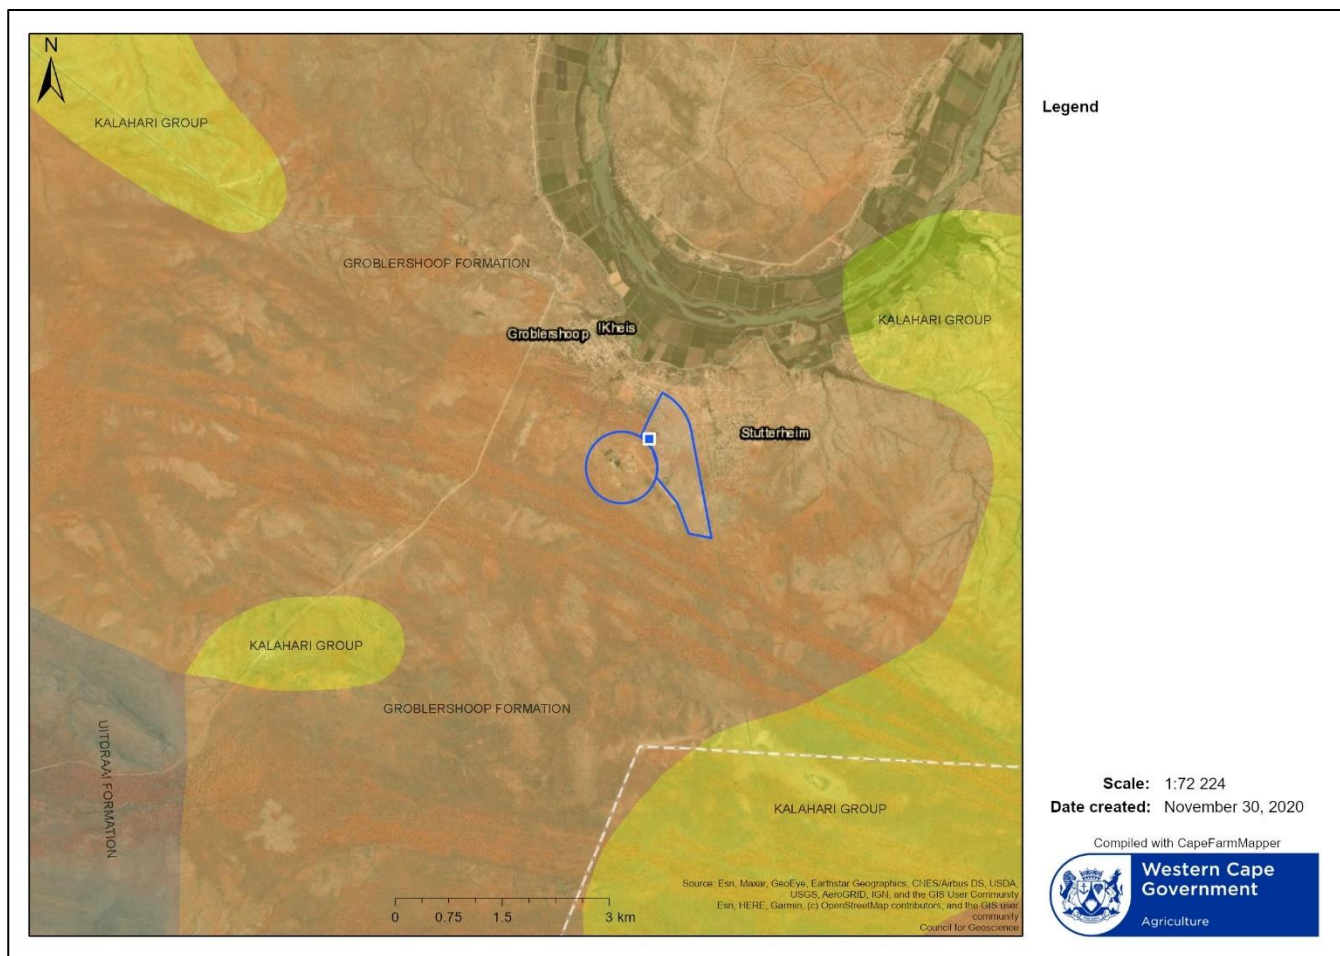 N
Legend
KALAHARI GROUP
GROBLERSHOOP FORMATION
KALAHARI GROUP
Groblershoop
!Kheis
Stutterheim
KALAHARI GROUP
GROBLERSHOOP FORMATION
UITDRAAI FORMATION
KALAHARI GROUP
Scale: 1:72 224
Date created: November 30, 2020
Compiled with CapeFarmMapper
Western Cape
Government
Agriculture
0 0.75 1.5 3 km
Source: Esri, Maxar, GeoEye, Earthstar Geographics, CNES/Airbus DS, USDA,
USGS, AeroGRID, IGN, and the GIS User Community
Esri, HERE, Garmin, (c) OpenStreetMap contributors, and the GIS user
community
Council for Geoscience